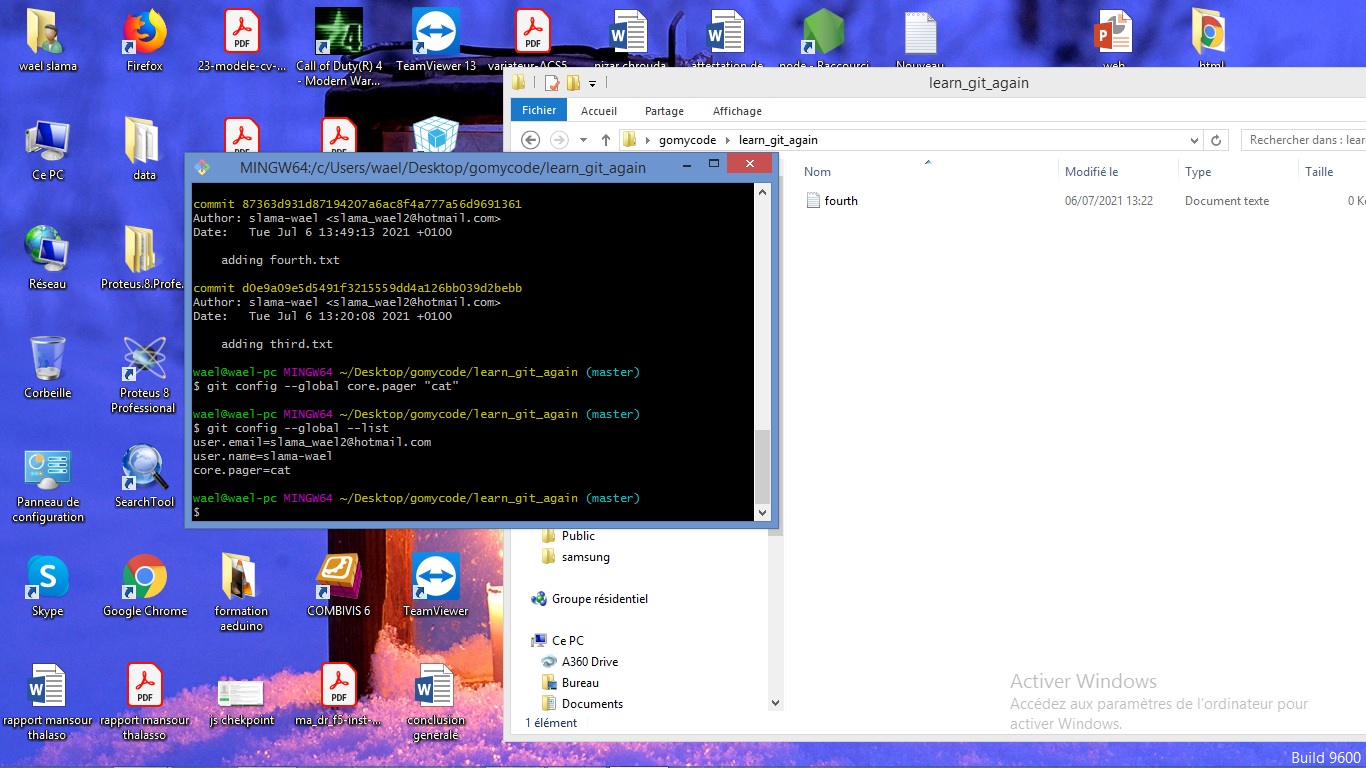 wael slama
Firefox
23-modele-cv-...
Call of Duty(R) 4
- Modern War...
TeamViewer 13
variateur-ACS5...
nizar chrouda
attestation de
node - Raccourci
Nouveau
web
html
PDF
PDF
PDF
PDF
learn_git_again
Fichier
Accueil
Partage
Affichage
gomycode
learn_git_again
Rechercher dans : lear
Nom
Modifié le
Type
Taille
fourth
06/07/2021 13:22
Document texte
0 K
Ce PC
data
MINGW64:/c/Users/wael/Desktop/gomycode/learn_git_again
commit 87363d931d87194207a6ac8f4a777a56d9691361
Author: slama-wael <slama_wael2@hotmail.com>
Date:   Tue Jul 6 13:49:13 2021 +0100
adding fourth.txt
commit d0e9a09e5d5491f3215559dd4a126bb039d2bebb
Author: slama-wael <slama_wael2@hotmail.com>
Date:   Tue Jul 6 13:20:08 2021 +0100
adding third.txt
wael@wael-pc MINGW64 ~/Desktop/gomycode/learn_git_again (master)
$ git config --global core.pager "cat"
wael@wael-pc MINGW64 ~/Desktop/gomycode/learn_git_again (master)
$ git config --global --list
user.email=slama_wael2@hotmail.com
user.name=slama-wael
core.pager=cat
wael@wael-pc MINGW64 ~/Desktop/gomycode/learn_git_again (master)
$
Réseau
Proteus.8.Profe.
Corbeille
Proteus 8
Professional
Panneau de
configuration
SearchTool
Skype
Google Chrome
formation
aeduino
COMBIVIS 6
TeamViewer
rapport mansour
thalaso
PDF
rapport mansour
thalasso
js chekpoint
PDF
ma_dr_f5-inst-...
conclusion
generalé
Public
samsung
Groupe résidentiel
Ce PC
A360 Drive
Bureau
Documents
1 élément
Activer Windows
Accédez aux paramètres de l'ordinateur pour
activer Windows.
Build 9600